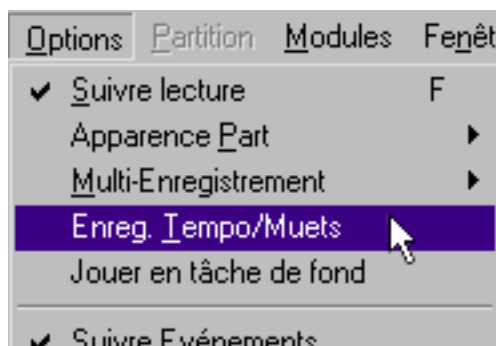 Options Partition Modules Fenêt
✔ Suivre lecture F
Apparence Part
Multi-Enregistrement
Enreg. Tempo/Muets
Jouer en tâche de fond
✔ Suivre Evénements